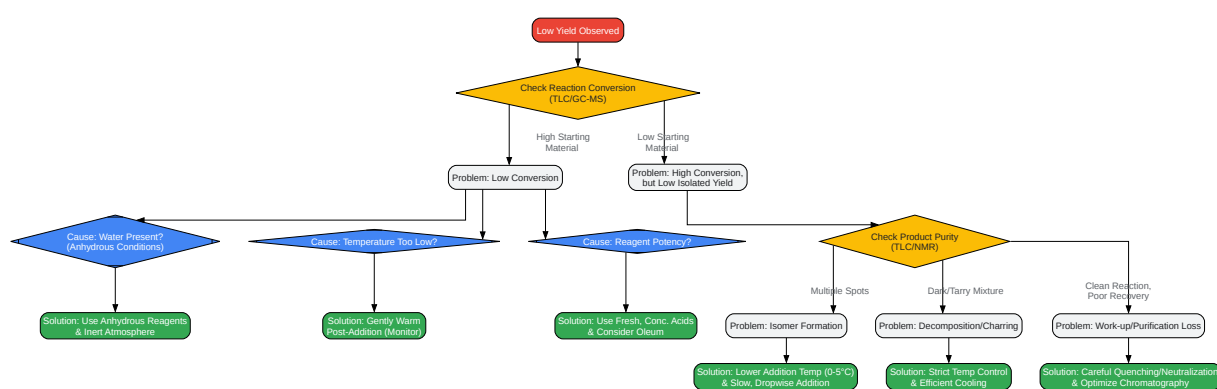 Low Yield Observed
Check Reaction Conversion
(TLC/GC-MS)
High Starting
Material
Low Starting
Material
Problem: Low Conversion
Problem: High Conversion,
but Low Isolated Yield
Cause: Water Present?
(Anhydrous Conditions)
Cause: Temperature Too Low?
Cause: Reagent Potency?
Check Product Purity
(TLC/NMR)
Multiple Spots
Dark/Tarry Mixture
Clean Reaction,
Poor Recovery
Solution: Use Anhydrous Reagents
& Inert Atmosphere
Solution: Gently Warm
Post-Addition (Monitor)
Solution: Use Fresh, Conc. Acids
& Consider Oleum
Problem: Isomer Formation
Problem: Decomposition/Charring
Problem: Work-up/Purification Loss
Solution: Lower Addition Temp (0-5°C)
& Slow, Dropwise Addition
Solution: Strict Temp Control
& Efficient Cooling
Solution: Careful Quenching/Neutralization
& Optimize Chromatography